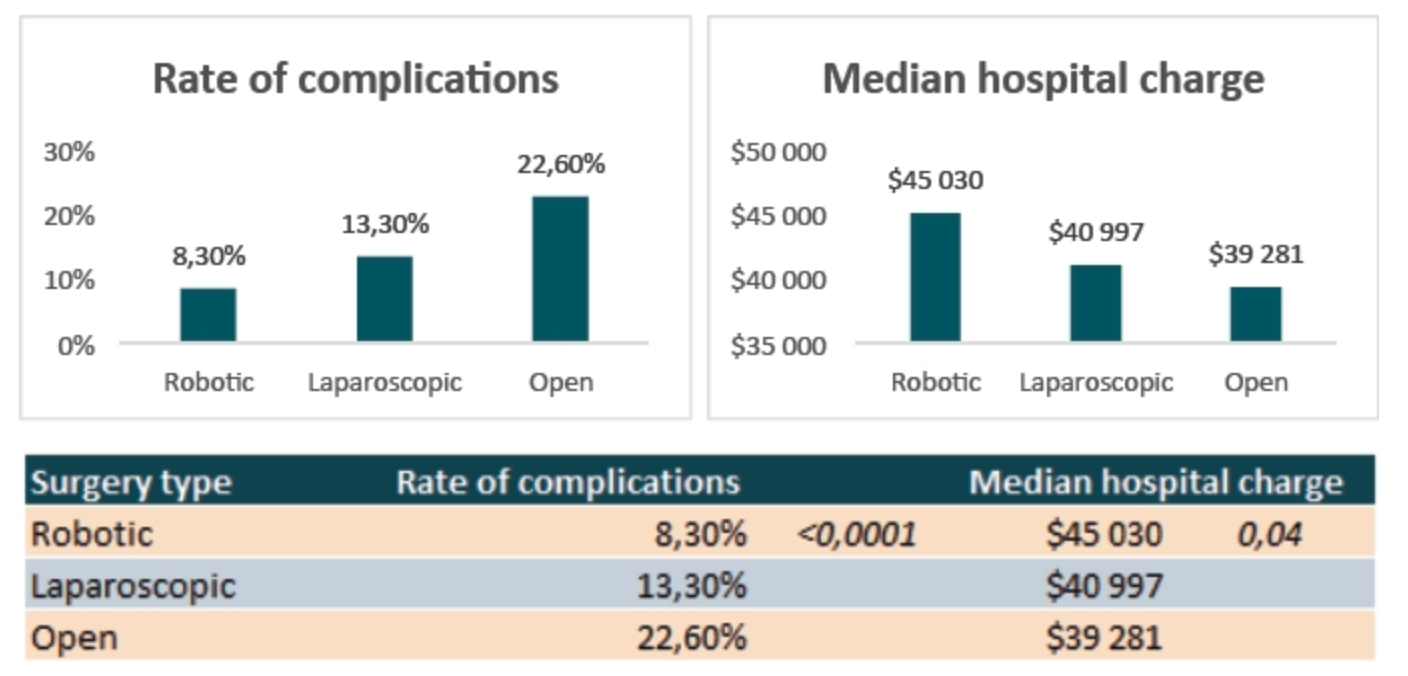 Rate of complications
30%
20%
10%
0%
8,30%
13,30%
22,60%
Robotic Laparoscopic Open
Median hospital charge
$50 000
$45 000
$40 000
$35 000
$45 030
$40 997
$39 281
Robotic Laparoscopic Open
Surgery type Rate of complications Median hospital charge
Robotic 8,30% <0,0001 $45 030 0,04
Laparoscopic 13,30% $40 997
Open 22,60% $39 281